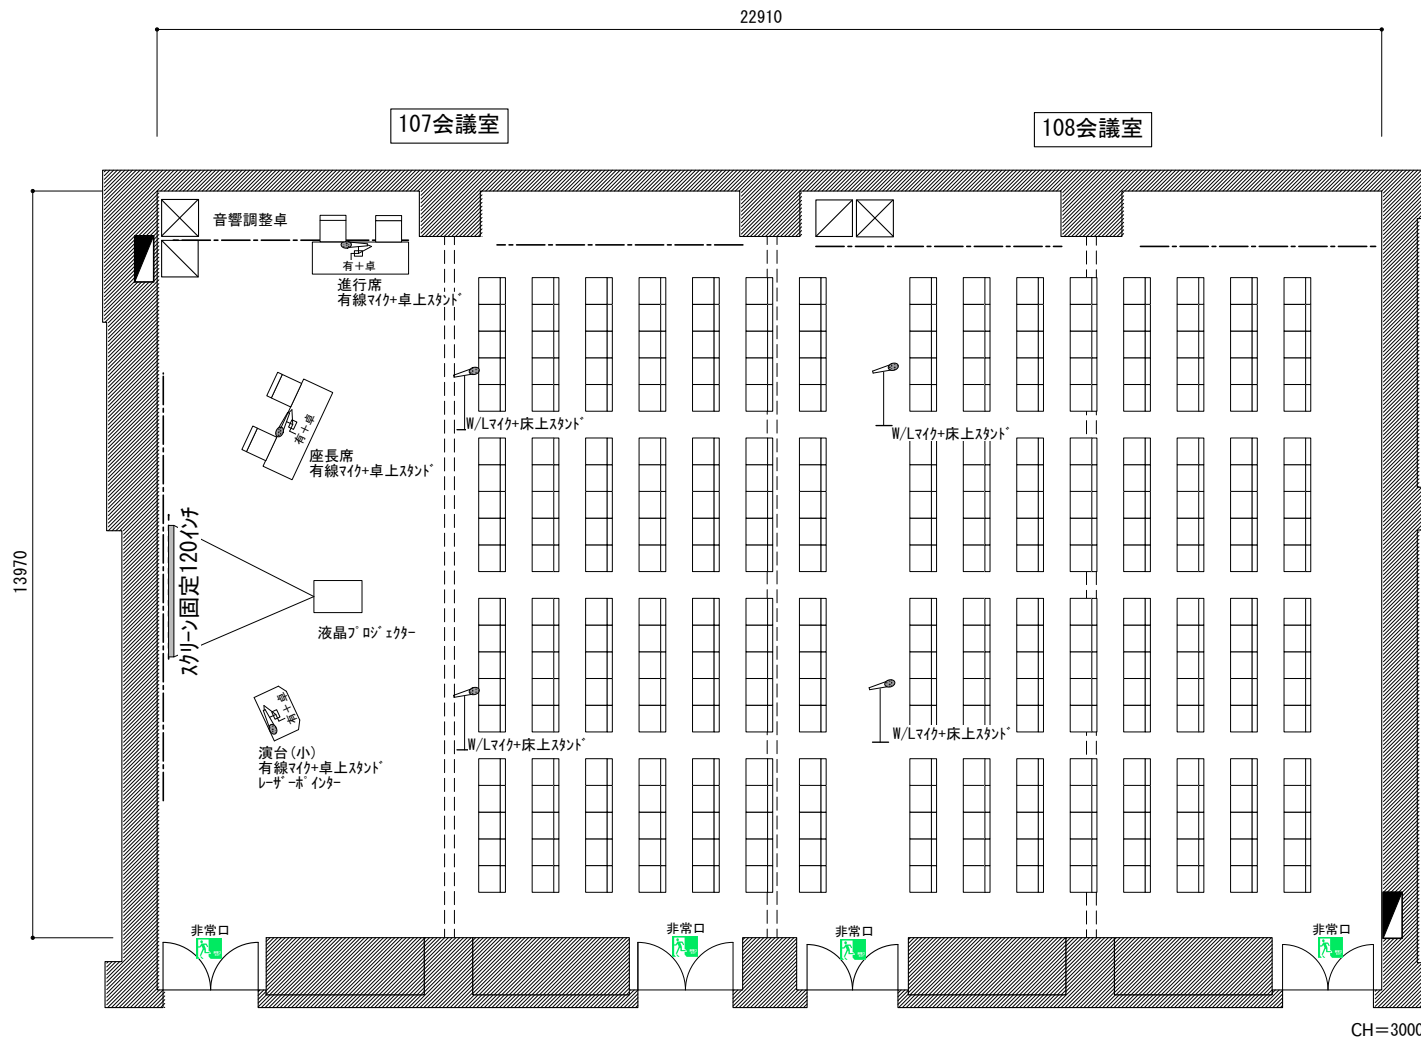 22910
107会議室
108会議室
音響調整卓
有+卓
進行席
有線マイク+卓上スタンド
有+卓
座長席
有線マイク+卓上スタンド
W/Lマイク+床上スタンド
W/Lマイク+床上スタンド
13970
スクリーン固定120インチ
液晶プロジェクター
有+卓
演台(小)
有線マイク+卓上スタンド
レーザーポインター
W/Lマイク+床上スタンド
W/Lマイク+床上スタンド
非常口
非常口
非常口
非常口
CH=3000